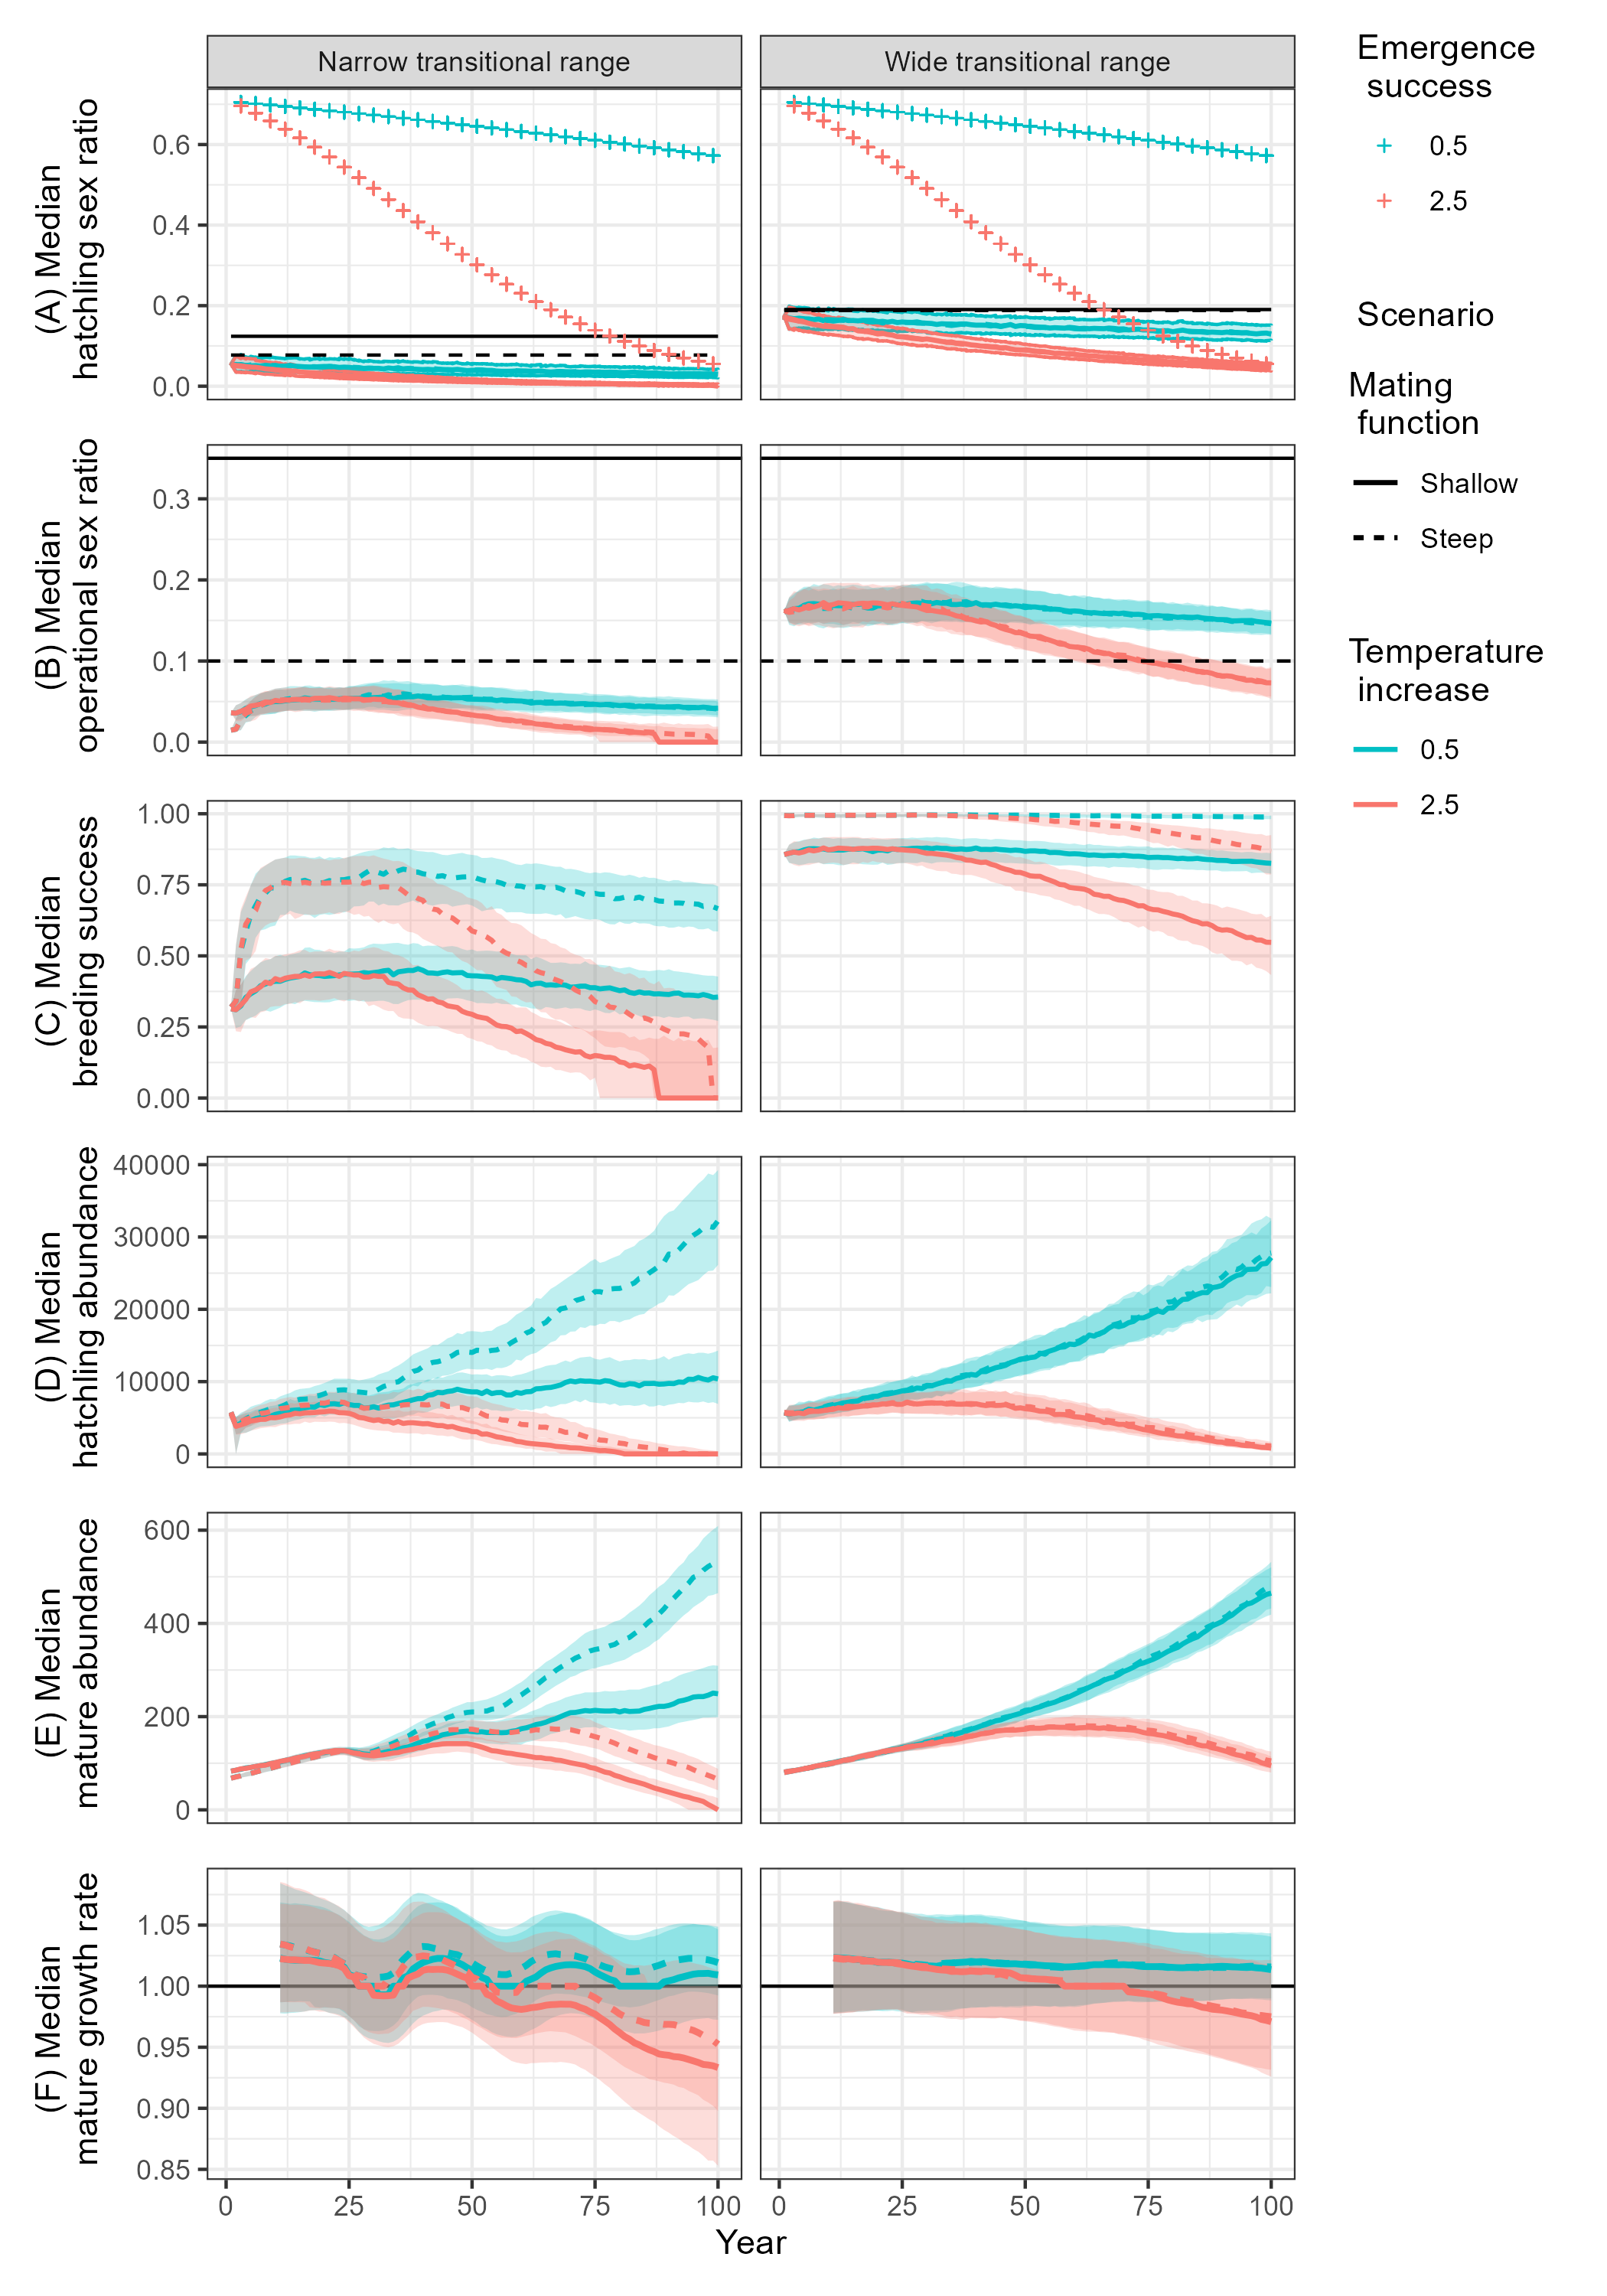 Narrow transitional range
Wide transitional range
(A) Median
hatchling sex ratio
0.6
0.4
0.2
0.0
(B) Median
operational sex ratio
0.3
0.2
0.1
0.0
(C) Median
breeding success
1.00
0.75
0.50
0.25
0.00
(D) Median
hatchling abundance
40000
30000
20000
10000
0
(E) Median
mature abundance
600
400
200
0
(F) Median
mature growth rate
1.05
1.00
0.95
0.90
0.85
0 25 50 75 100
0 25 50 75 100
Year
Emergence
success
0.5
2.5
Scenario
Mating
function
Shallow
Steep
Temperature
increase
0.5
2.5